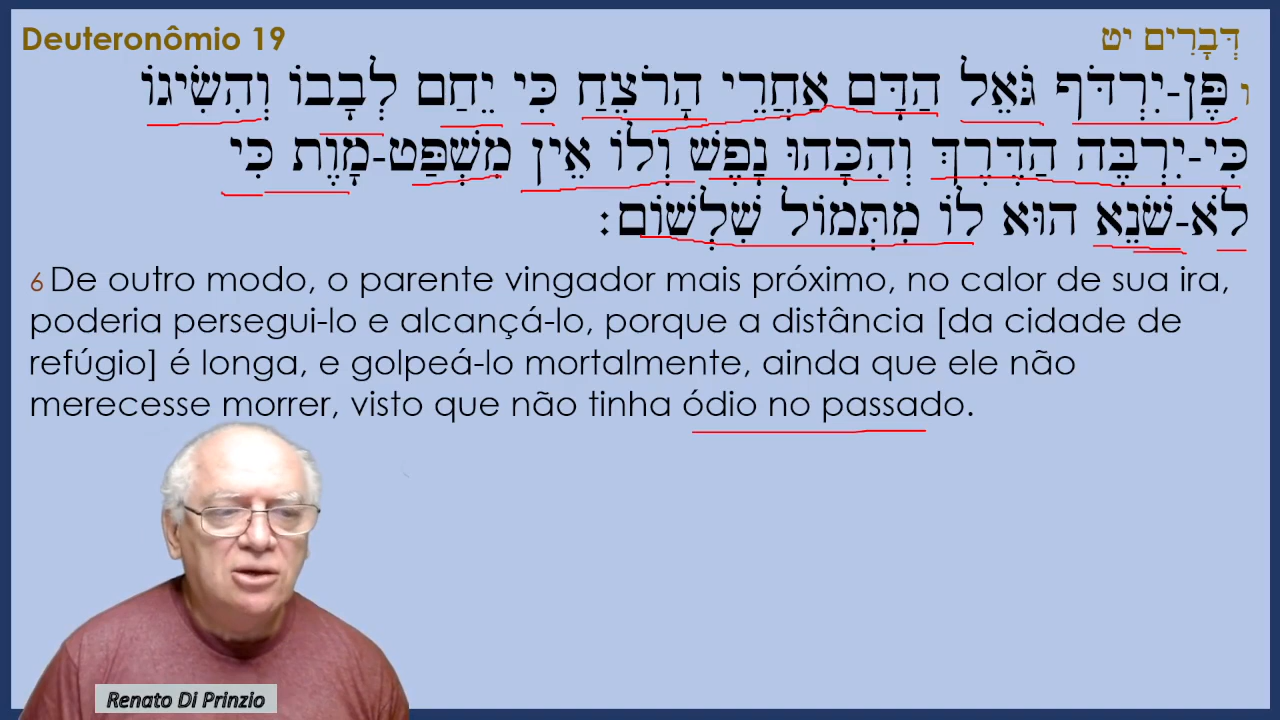 Deuteronômio 19
דְּבָרִים יט
ו פֶּן-יִרְדֹּף גֹּאֵל הַדָּם אַחֲרֵי הָרֹצֵחַ כִּי יֵחַם לְבָבוֹ וְהִשִּׂיגוֹ
כִּי-יִרְבֶּה הַדֶּרֶךְ וְהִכָּהוּ נָפֶשׁ וְלוֹ אֵין מִשְׁפַּט-מָוֶת כִּי
לֹא-שֹׂנֵא הוּא לוֹ מִתְּמוֹל שִׁלְשׁוֹם:
6 De outro modo, o parente vingador mais próximo, no calor de sua ira,
poderia persegui-lo e alcançá-lo, porque a distância [da cidade de
refúgio] é longa, e golpeá-lo mortalmente, ainda que ele não
merecesse morrer, visto que não tinha ódio no passado.
Renato Di Prinzio